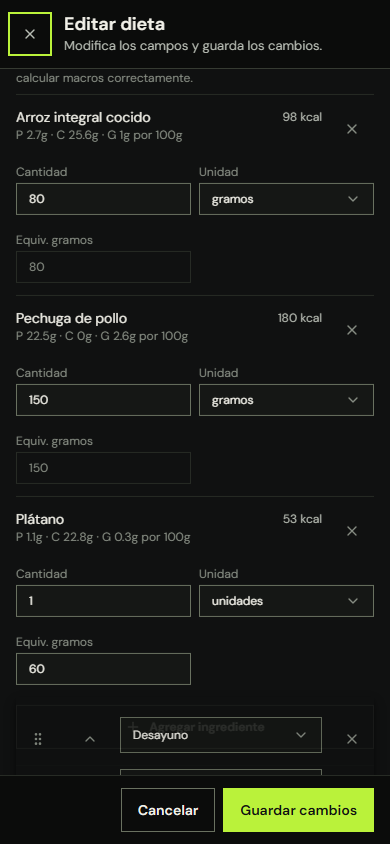 Editar dieta
Modifica los campos y guarda los cambios.
calcular macros correctamente.
Arroz integral cocido
98 kcal
P 2.7g · C 25.6g · G 1g por 100g
Cantidad
Unidad
80
gramos
Equiv. gramos
80
Pechuga de pollo
180 kcal
P 22.5g · C 0g · G 2.6g por 100g
Cantidad
Unidad
150
gramos
Equiv. gramos
150
Plátano
53 kcal
P 1.1g · C 22.8g · G 0.3g por 100g
Cantidad
Unidad
1
unidades
Equiv. gramos
60
+ Agregar ingrediente
Desayuno
Cancelar
Guardar cambios